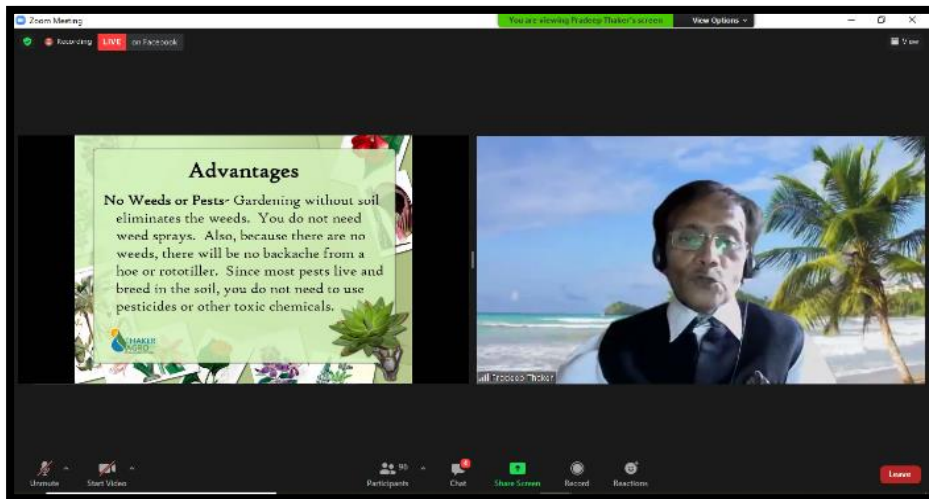 Zoom Meeting
You are viewing Pradeep Thaker's screen View Options
Recording LIVE on Facebook View
Advantages
No Weeds or Pests- Gardening without soil
eliminates the weeds. You do not need
weed sprays. Also, because there are no
weeds, there will be no backache from a
hoe or rototiller. Since most pests live and
breed in the soil, you do not need to use
pesticides or other toxic chemicals.
THAKER
AGRO
Pradeep Thaker
Unmute Start Video Participants Chat Share Screen Record Reactions Leave